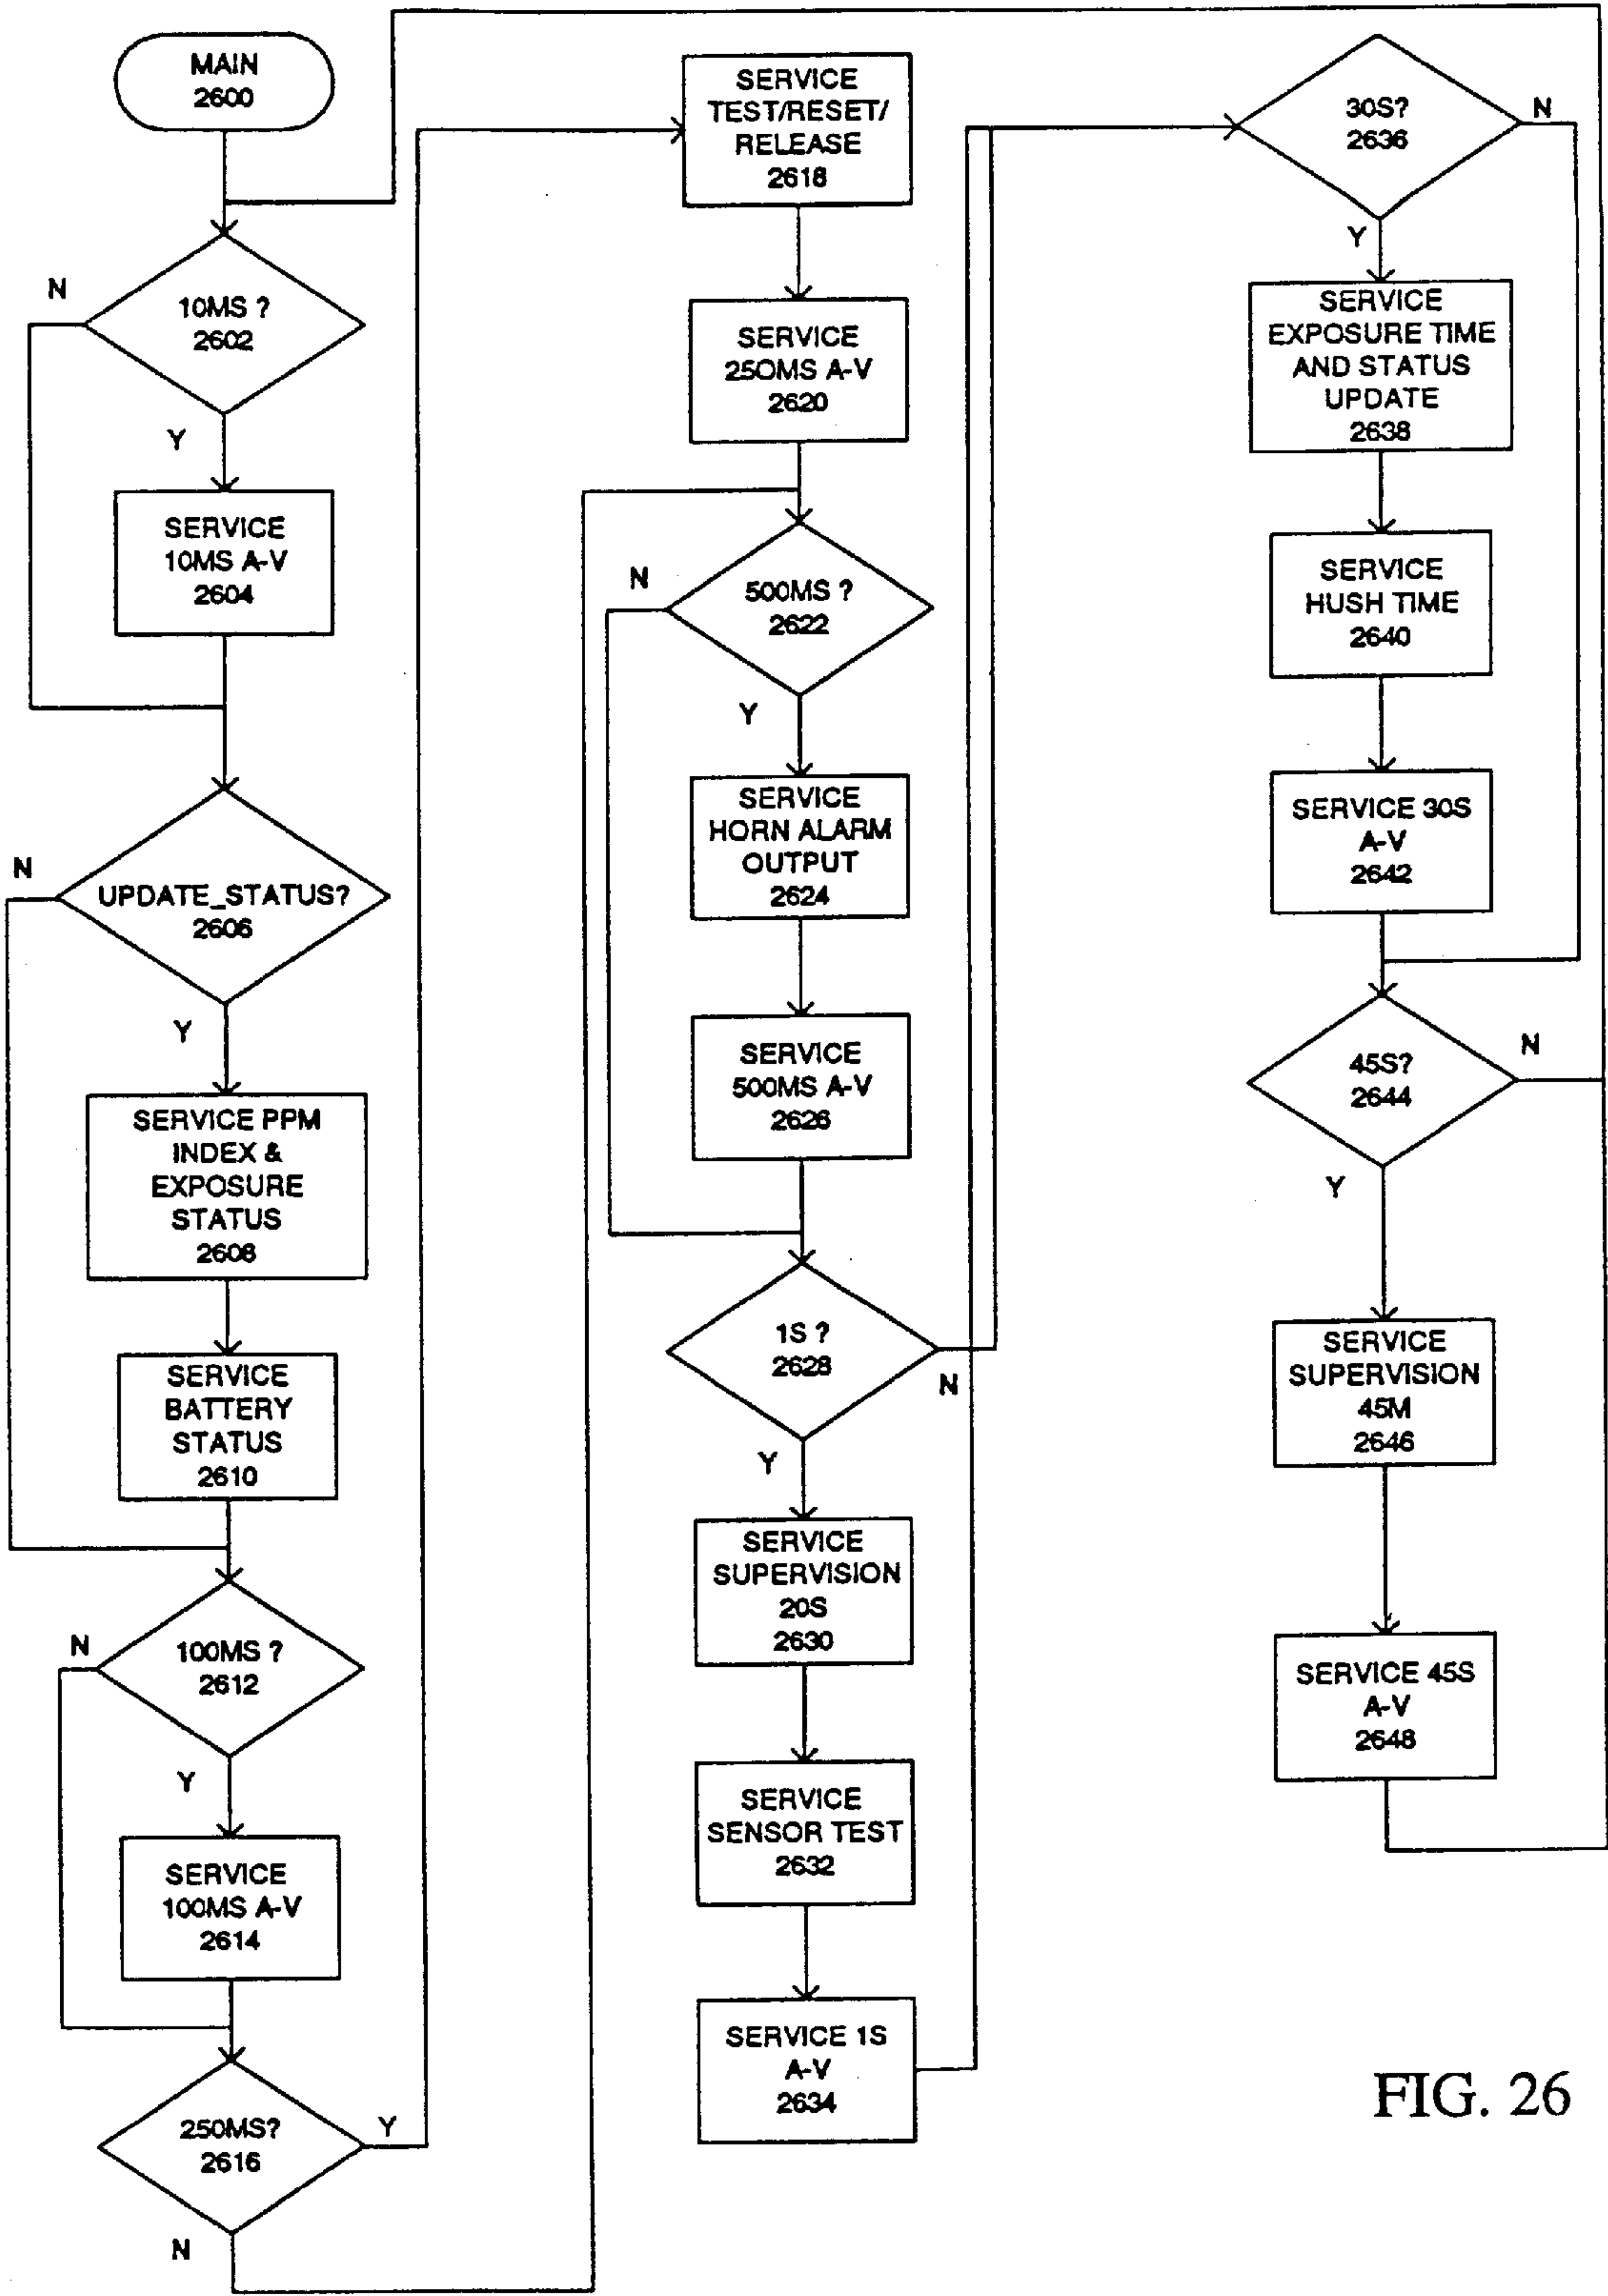 MAIN
2600
10MS ?
2602
N
Y
SERVICE
10MS A-V
2604
UPDATE_STATUS?
2606
N
Y
SERVICE PPM
INDEX &
EXPOSURE
STATUS
2608
SERVICE
BATTERY
STATUS
2610
100MS ?
2612
N
Y
SERVICE
100MS A-V
2614
250MS?
2616
Y
N
SERVICE
TEST/RESET/
RELEASE
2618
SERVICE
250MS A-V
2620
500MS ?
2622
N
Y
SERVICE
HORN ALARM
OUTPUT
2624
SERVICE
500MS A-V
2626
1S ?
2628
N
Y
SERVICE
SUPERVISION
20S
2630
SERVICE
SENSOR TEST
2632
SERVICE 1S
A-V
2634
30S?
2636
N
Y
SERVICE
EXPOSURE TIME
AND STATUS
UPDATE
2638
SERVICE
HUSH TIME
2640
SERVICE 30S
A-V
2642
45S?
2644
N
Y
SERVICE
SUPERVISION
45M
2646
SERVICE 45S
A-V
2648
FIG. 26